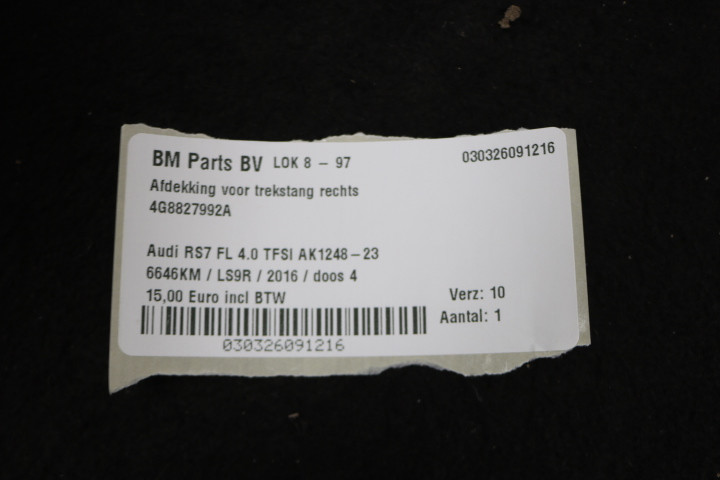 BM Parts BV LOK 8 - 97 030326091216
Afdekking voor trekstang rechts
4G8827992A
Audi RS7 FL 4.0 TFSI AK1248-23
6646KM / LS9R / 2016 / doos 4
15,00 Euro incl BTW Verz: 10
Aantal: 1
030326091216